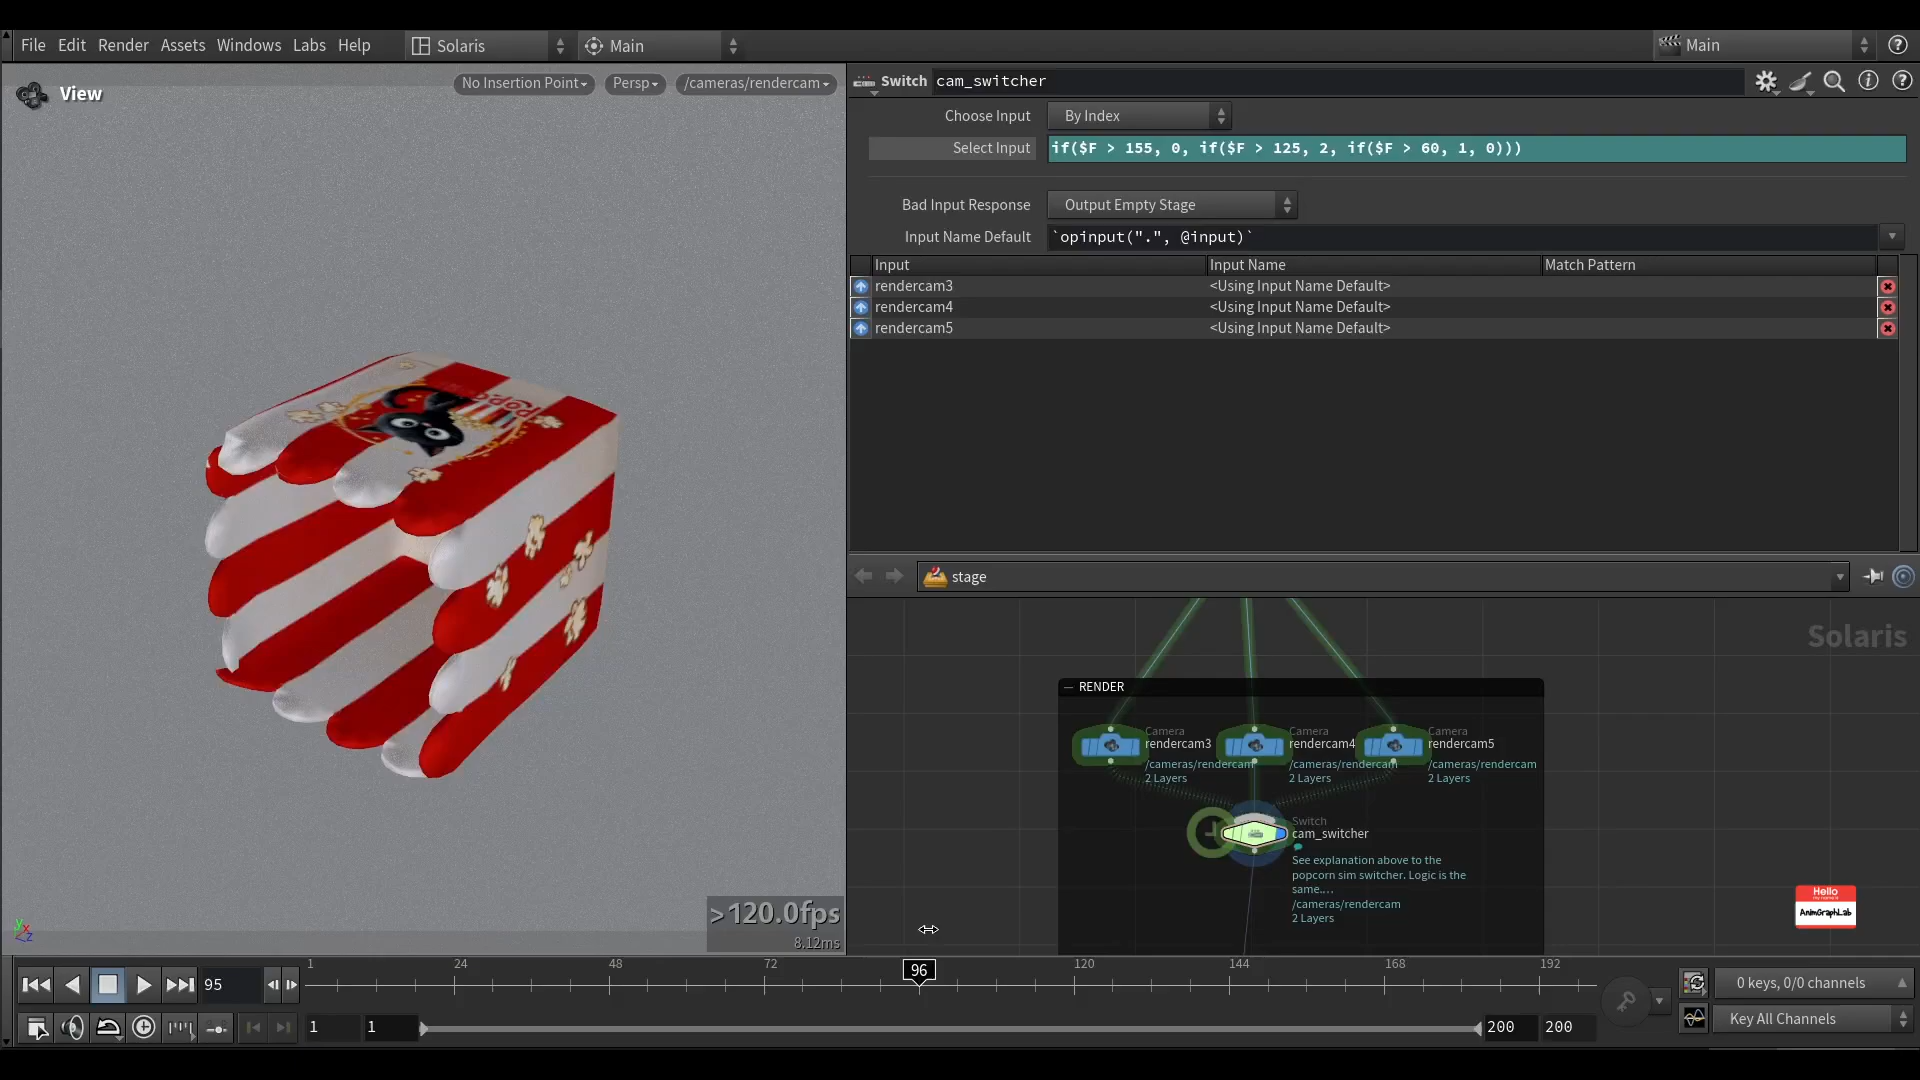 File Edit Render Assets Windows Labs Help
Solaris
Main
Main
View
No Insertion Point
Persp
/cameras/rendercam
Switch cam_switcher
Choose Input By Index
Select Input if($F > 155, 0, if($F > 125, 2, if($F > 60, 1, 0)))
Bad Input Response Output Empty Stage
Input Name Default `opinput(".", @input)`
Input Input Name Match Pattern
rendercam3 <Using Input Name Default>
rendercam4 <Using Input Name Default>
rendercam5 <Using Input Name Default>
stage
Solaris
RENDER
Camera
rendercam3
/cameras/rendercam
2 Layers
Camera
rendercam4
/cameras/rendercam
2 Layers
Camera
rendercam5
/cameras/rendercam
2 Layers
Switch
cam_switcher
See explanation above to the
popcorn sim switcher. Logic is the
same....
/cameras/rendercam
2 Layers
Hello
my name is
AnimGraphLab
>120.0fps
8.12ms
y x z
95
1 24 48 72 96 120 144 168 192
0 keys, 0/0 channels
1 1 200 200
Key All Channels